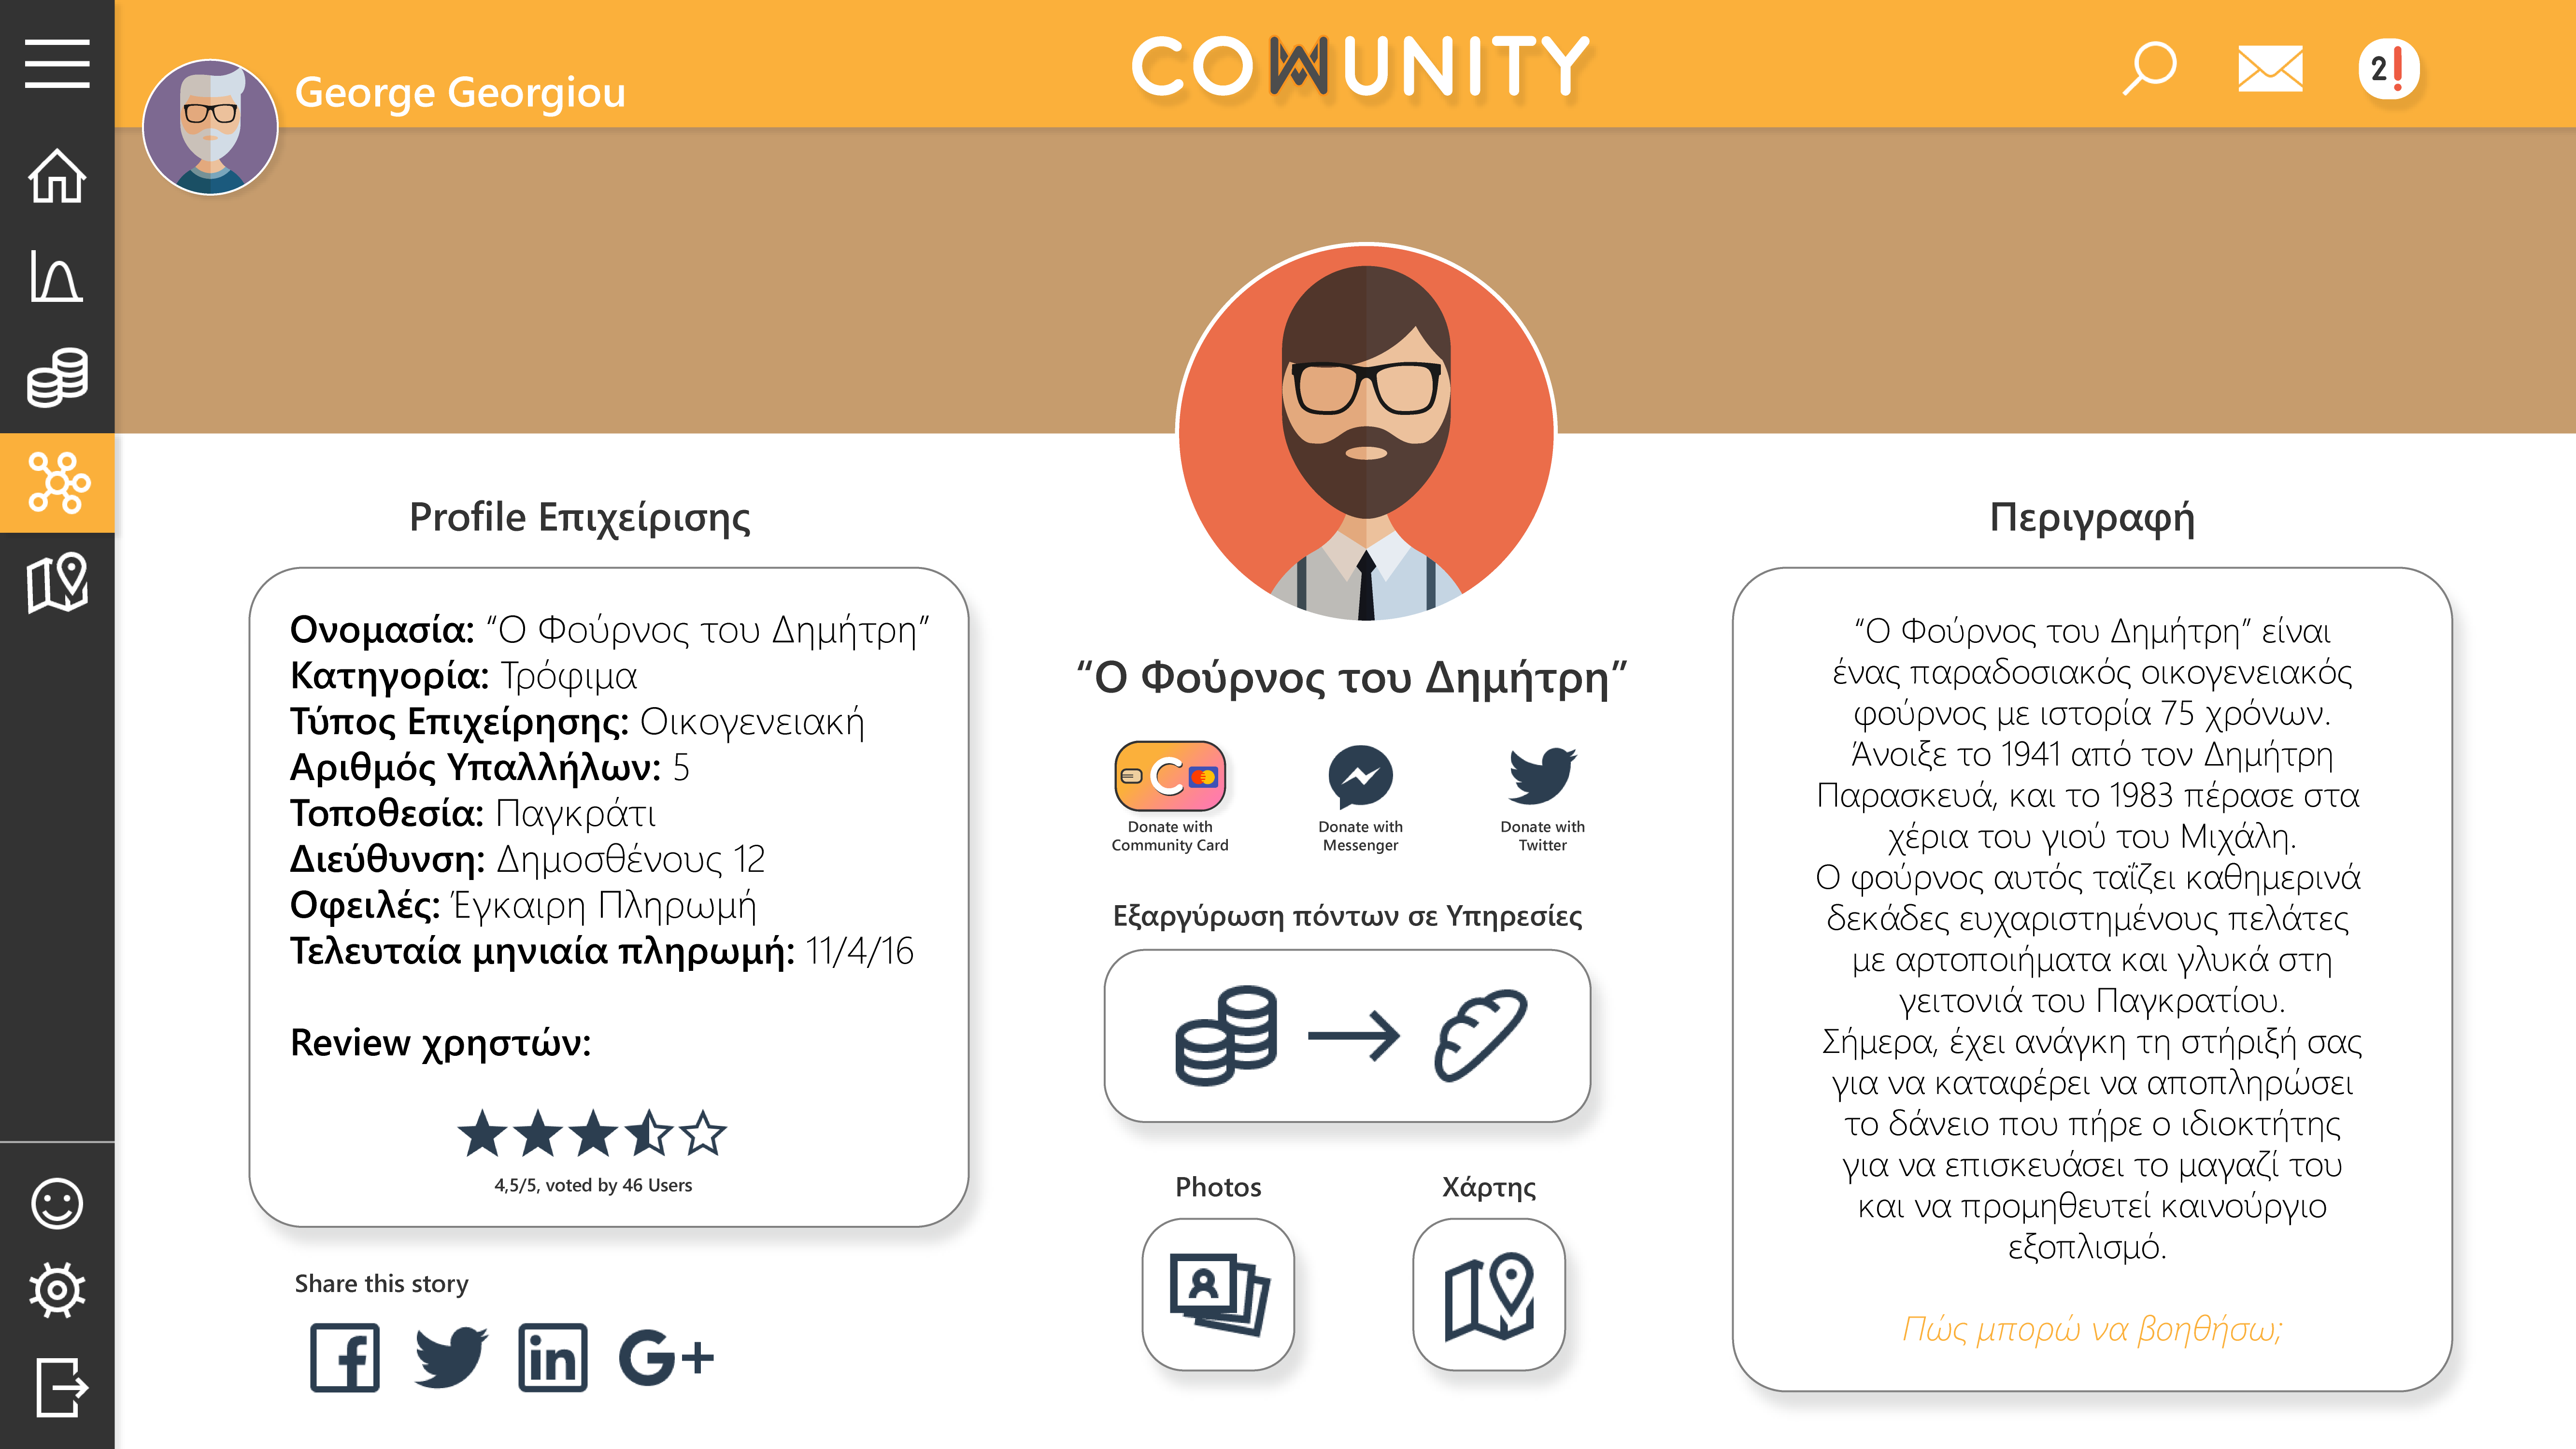 George Georgiou
COMUNITY
2!
Profile Επιχείρισης
Ονομασία: “Ο Φούρνος του Δημήτρη”
Κατηγορία: Τρόφιμα
Τύπος Επιχείρησης: Οικογενειακή
Αριθμός Υπαλλήλων: 5
Τοποθεσία: Παγκράτι
Διεύθυνση: Δημοσθένους 12
Οφειλές: Έγκαιρη Πληρωμή
Τελευταία μηνιαία πληρωμή: 11/4/16
Review χρηστών:
4,5/5, voted by 46 Users
Share this story
f
in
G+
“Ο Φούρνος του Δημήτρη”
C
Donate with
Community Card
Donate with
Messenger
Donate with
Twitter
Εξαργύρωση πόντων σε Υπηρεσίες
Photos
Χάρτης
Περιγραφή
“Ο Φούρνος του Δημήτρη” είναι
ένας παραδοσιακός οικογενειακός
φούρνος με ιστορία 75 χρόνων.
Άνοιξε το 1941 από τον Δημήτρη
Παρασκευά, και το 1983 πέρασε στα
χέρια του γιού του Μιχάλη.
Ο φούρνος αυτός ταΐζει καθημερινά
δεκάδες ευχαριστημένους πελάτες
με αρτοποιήματα και γλυκά στη
γειτονιά του Παγκρατίου.
Σήμερα, έχει ανάγκη τη στήριξή σας
για να καταφέρει να αποπληρώσει
το δάνειο που πήρε ο ιδιοκτήτης
για να επισκευάσει το μαγαζί του
και να προμηθευτεί καινούργιο
εξοπλισμό.
Πώς μπορώ να βοηθήσω;